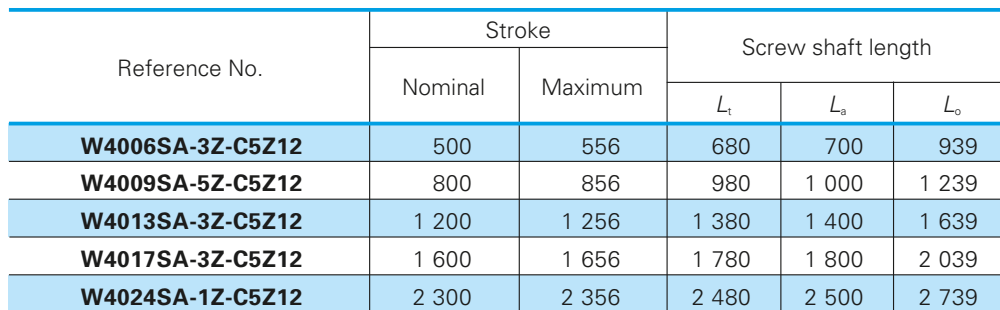 Reference No. Stroke Screw shaft length
Nominal Maximum Lt La Lo
W4006SA-3Z-C5Z12 500 556 680 700 939
W4009SA-5Z-C5Z12 800 856 980 1 000 1 239
W4013SA-3Z-C5Z12 1 200 1 256 1 380 1 400 1 639
W4017SA-3Z-C5Z12 1 600 1 656 1 780 1 800 2 039
W4024SA-1Z-C5Z12 2 300 2 356 2 480 2 500 2 739